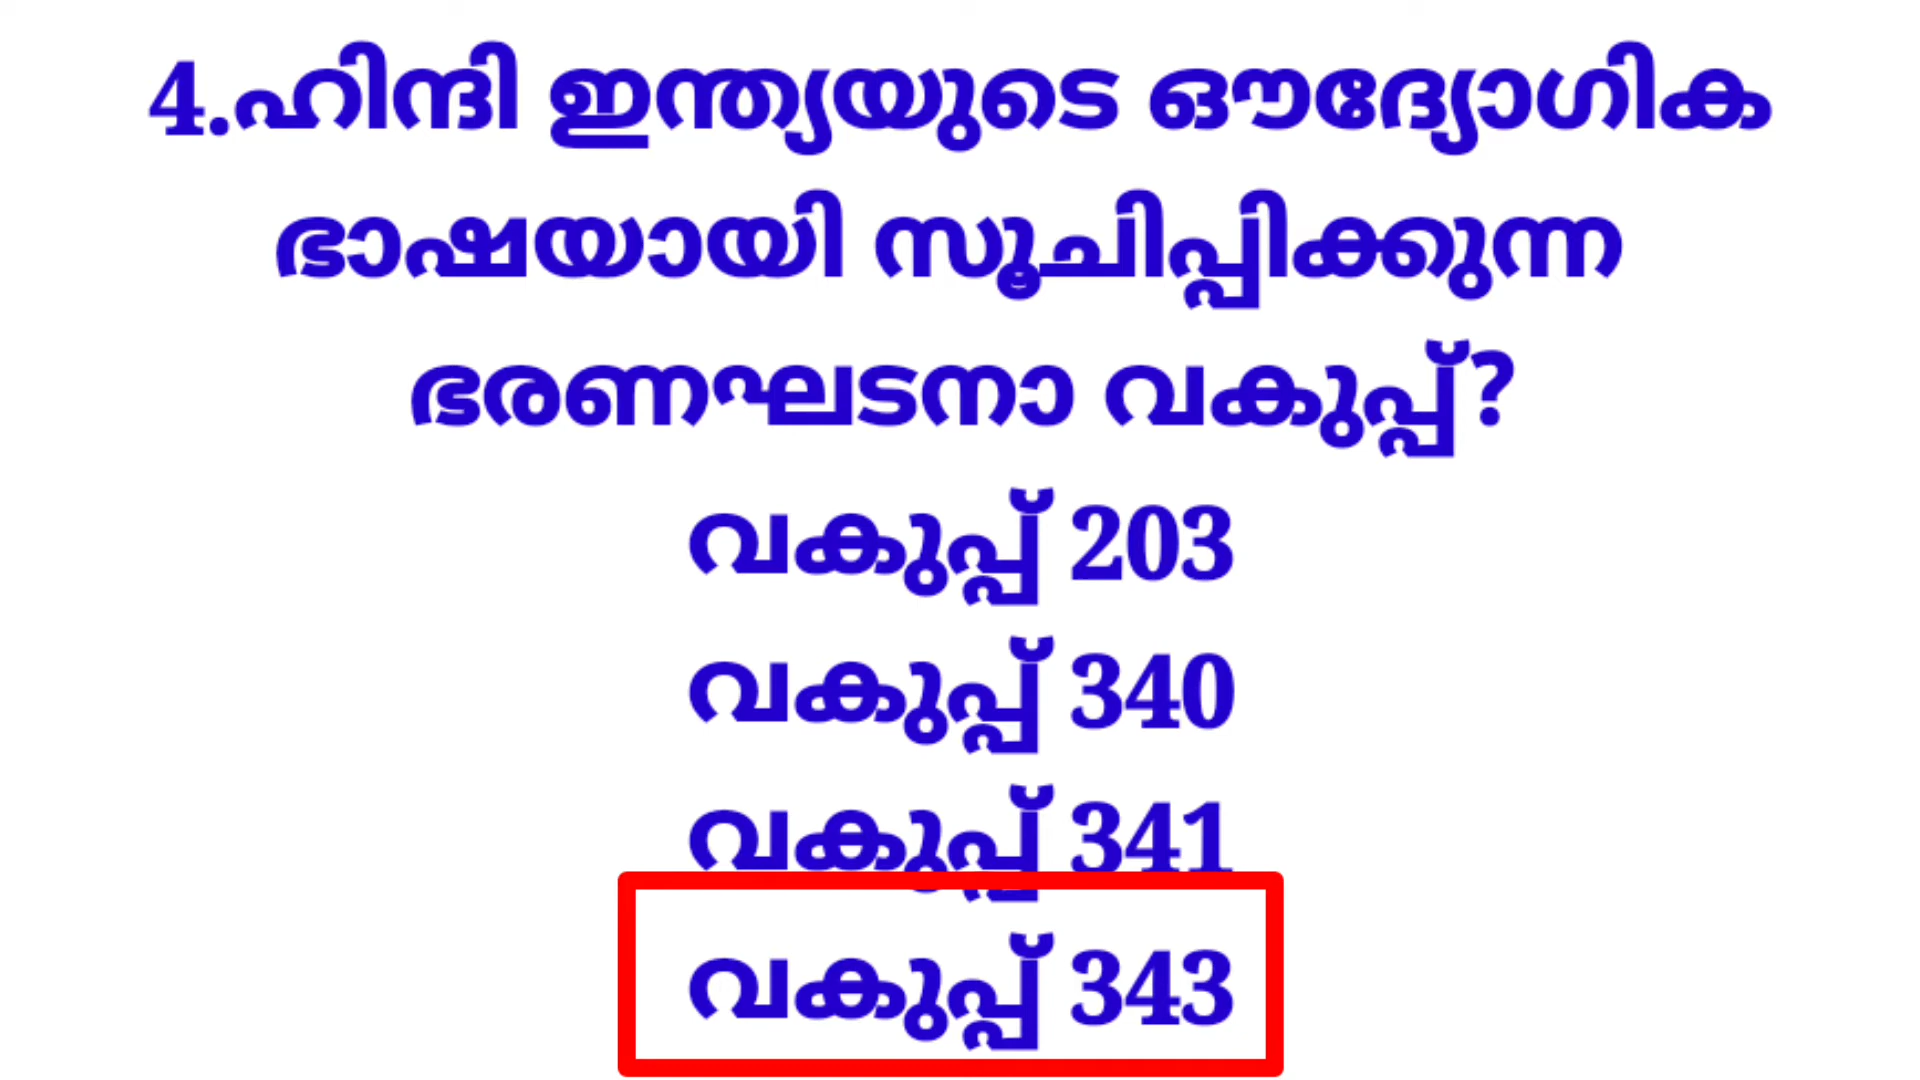 4.ഹിന്ദി ഇന്ത്യയുടെ ഔദ്യോഗിക
ഭാഷയായി സൂചിപ്പിക്കുന്ന
ഭരണഘടനാ വകുപ്പ്?
വകുപ്പ് 203
വകുപ്പ് 340
വകുപ്പ് 341
വകുപ്പ് 343